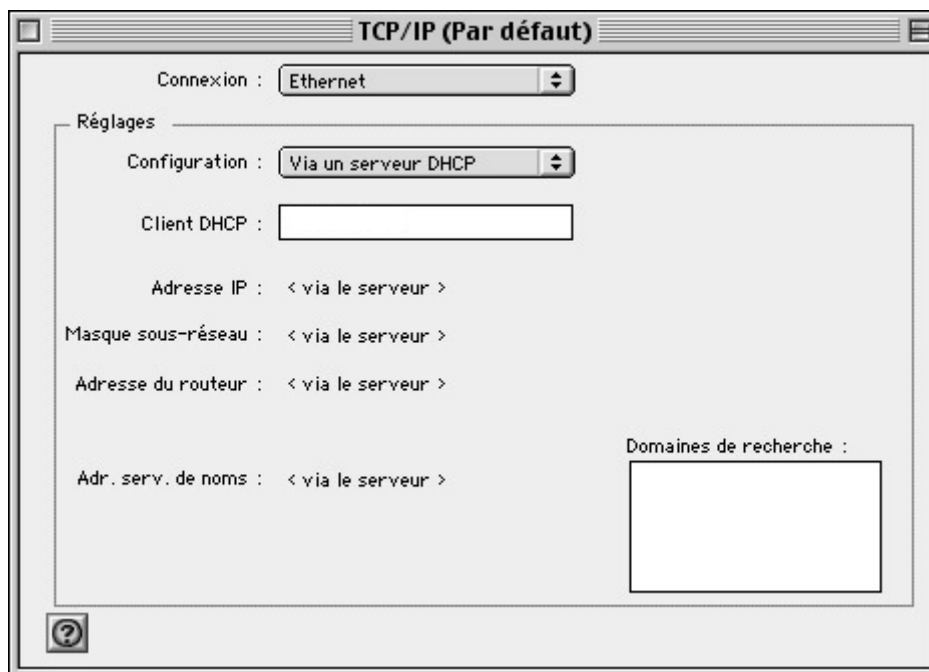 TCP/IP (Par défaut)
Connexion : Ethernet
Réglages
Configuration : Via un serveur DHCP
Client DHCP :
Adresse IP : < via le serveur >
Masque sous-réseau : < via le serveur >
Adresse du routeur : < via le serveur >
Domaines de recherche :
Adr. serv. de noms : < via le serveur >
?